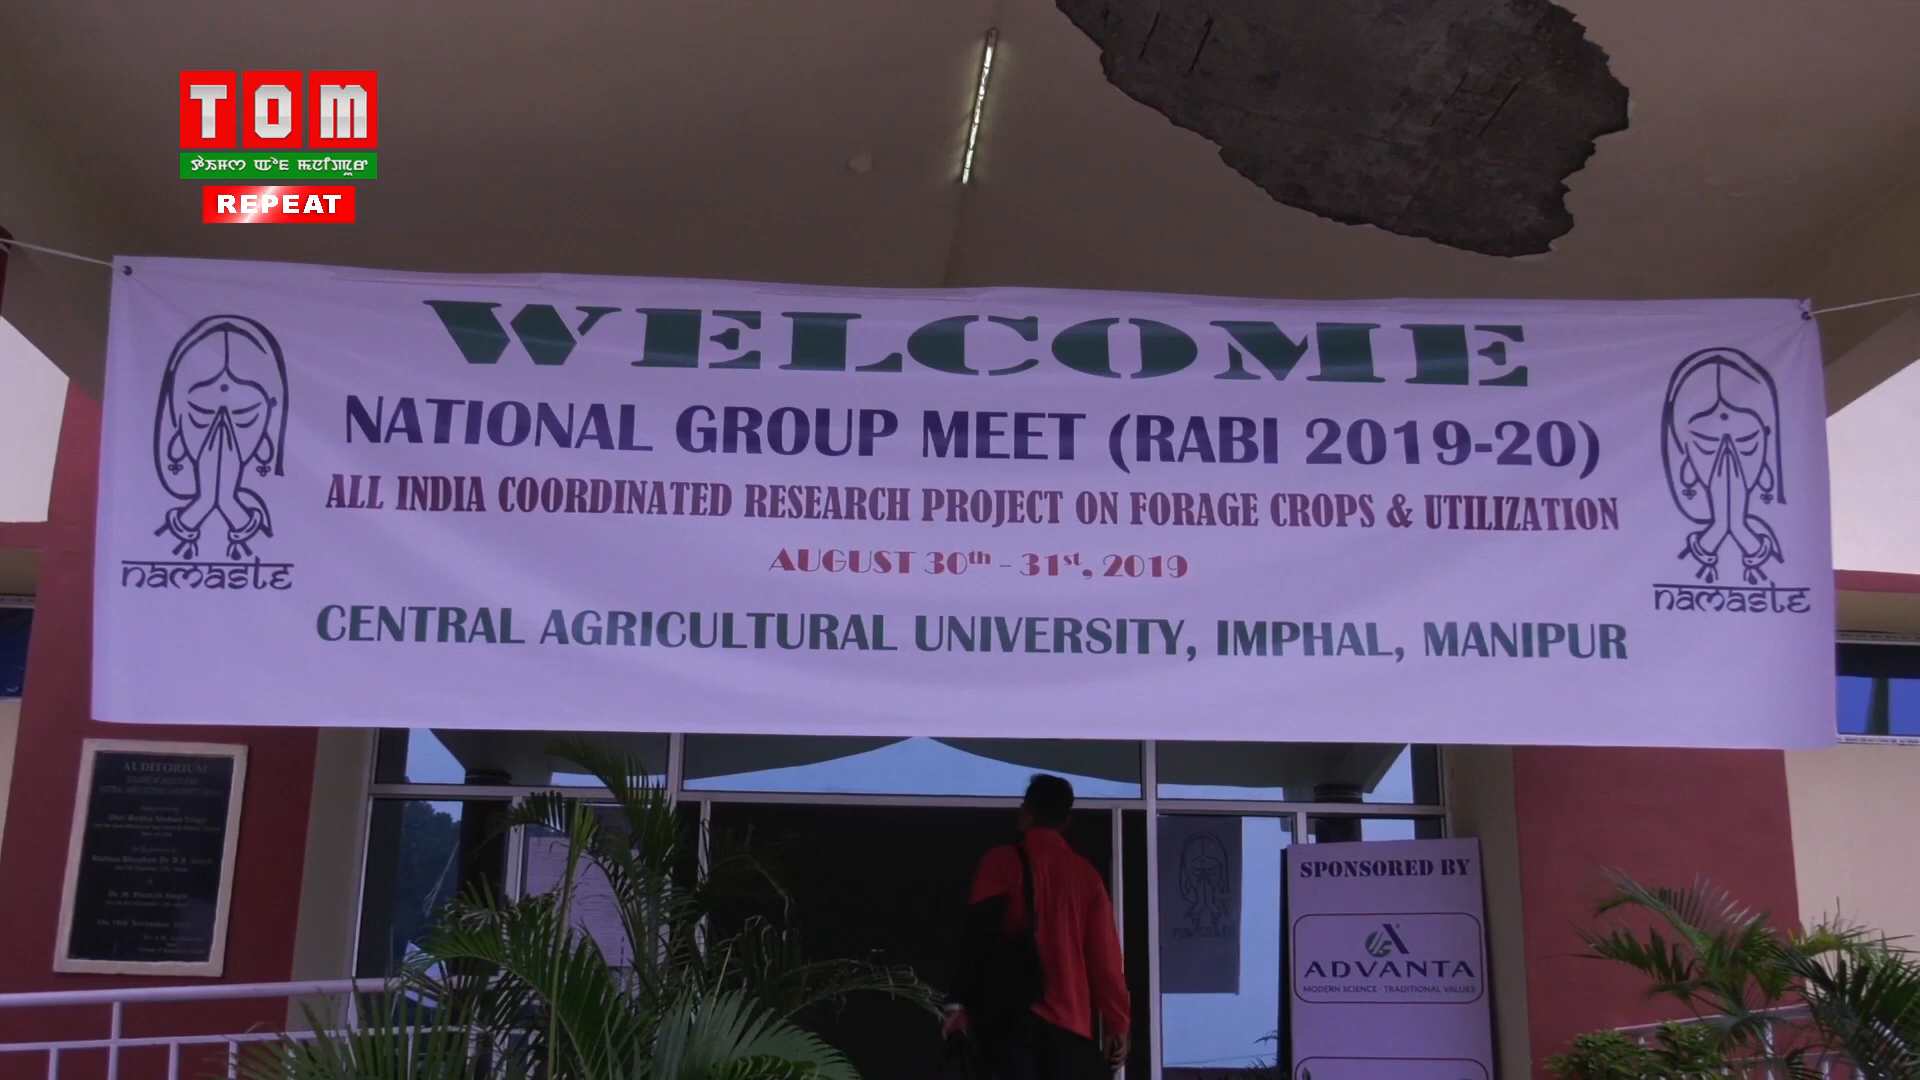 TOM
REPEAT
WELCOME
NATIONAL GROUP MEET (RABI 2019-20)
ALL INDIA COORDINATED RESEARCH PROJECT ON FORAGE CROPS & UTILIZATION
AUGUST 30th - 31st, 2019
CENTRAL AGRICULTURAL UNIVERSITY, IMPHAL, MANIPUR
namaste
namaste
AUDITORIUM
SPONSORED BY
ADVANTA
MODERN SCIENCE · TRADITIONAL VALUES